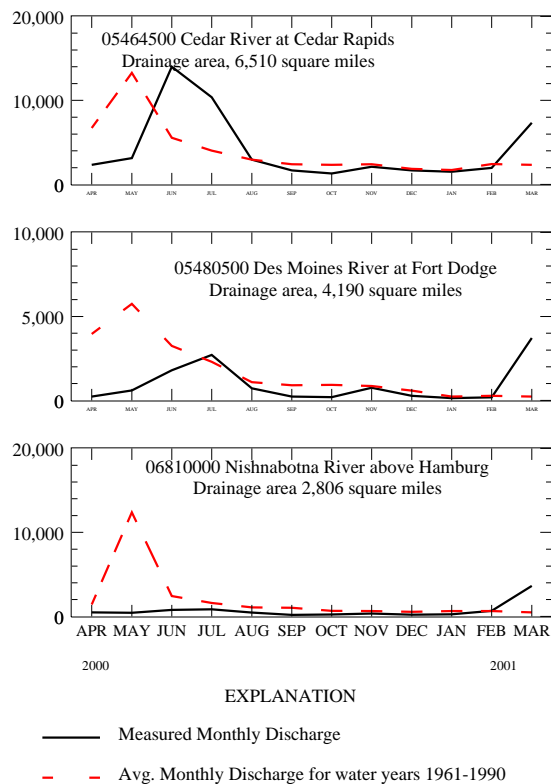 20,000
05464500 Cedar River at Cedar Rapids
Drainage area, 6,510 square miles
10,000
0
APR MAY JUN JUL AUG SEP OCT NOV DEC JAN FEB MAR
10,000
05480500 Des Moines River at Fort Dodge
Drainage area, 4,190 square miles
5,000
0
APR MAY JUN JUL AUG SEP OCT NOV DEC JAN FEB MAR
20,000
06810000 Nishnabotna River above Hamburg
Drainage area 2,806 square miles
10,000
0
APR MAY JUN JUL AUG SEP OCT NOV DEC JAN FEB MAR
2000 2001
EXPLANATION
Measured Monthly Discharge
Avg. Monthly Discharge for water years 1961-1990